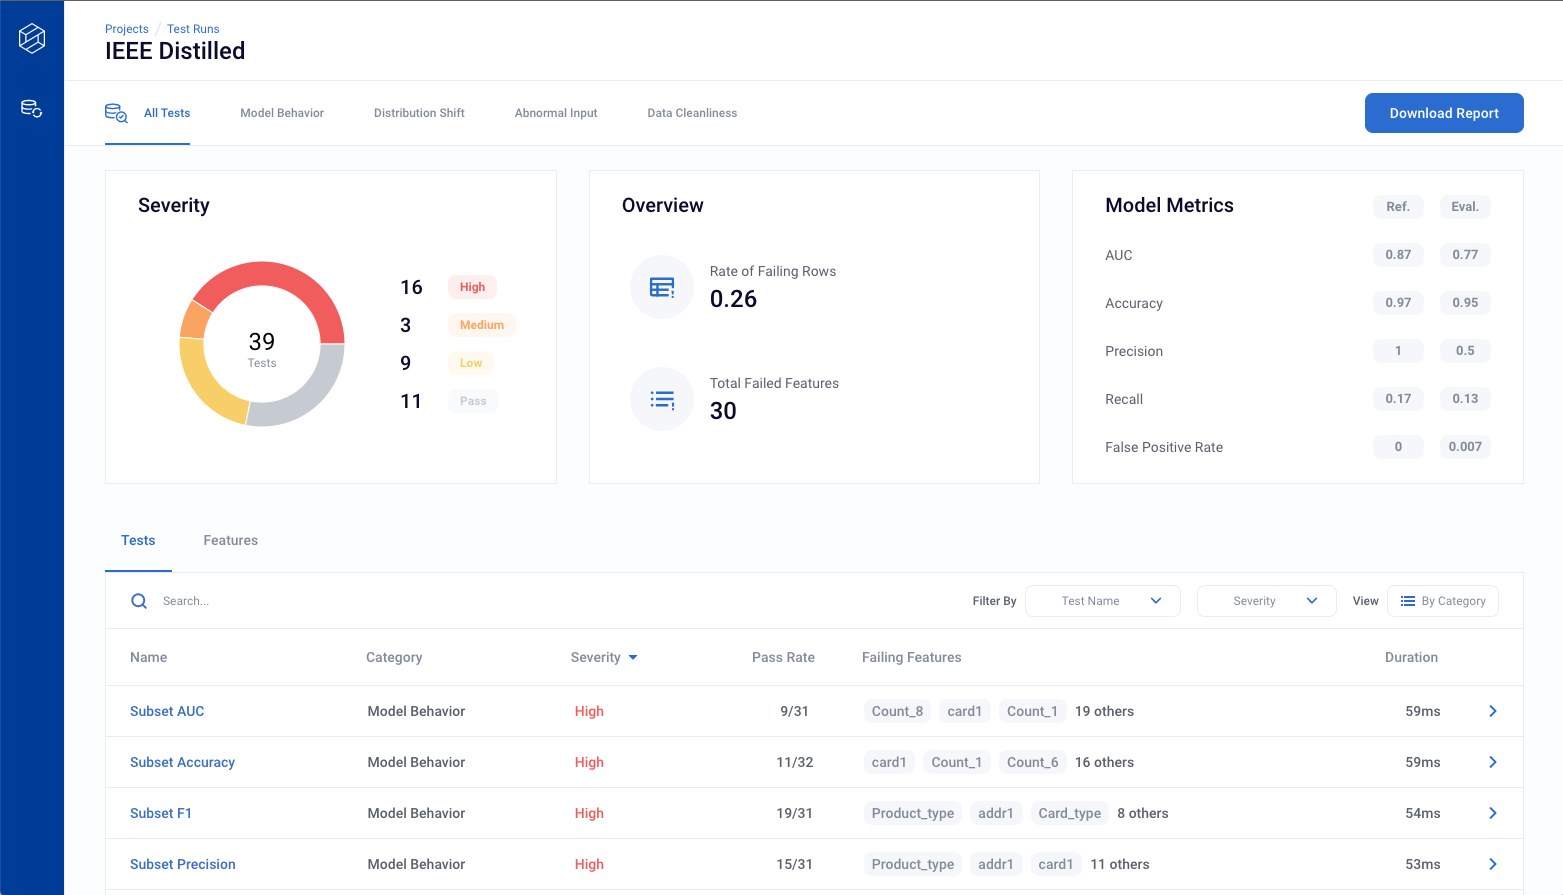 Projects / Test Runs
IEEE Distilled
All Tests Model Behavior Distribution Shift Abnormal Input Data Cleanliness Download Report
Severity
39
Tests
16 High
3 Medium
9 Low
11 Pass
Overview
Rate of Failing Rows
0.26
Total Failed Features
30
Model Metrics Ref. Eval.
AUC 0.87 0.77
Accuracy 0.97 0.95
Precision 1 0.5
Recall 0.17 0.13
False Positive Rate 0 0.007
Tests Features
Search... Filter By Test Name Severity View By Category
Name Category Severity Pass Rate Failing Features Duration
Subset AUC Model Behavior High 9/31 Count_8 card1 Count_1 19 others 59ms
Subset Accuracy Model Behavior High 11/32 card1 Count_1 Count_6 16 others 59ms
Subset F1 Model Behavior High 19/31 Product_type addr1 Card_type 8 others 54ms
Subset Precision Model Behavior High 15/31 Product_type addr1 card1 11 others 53ms